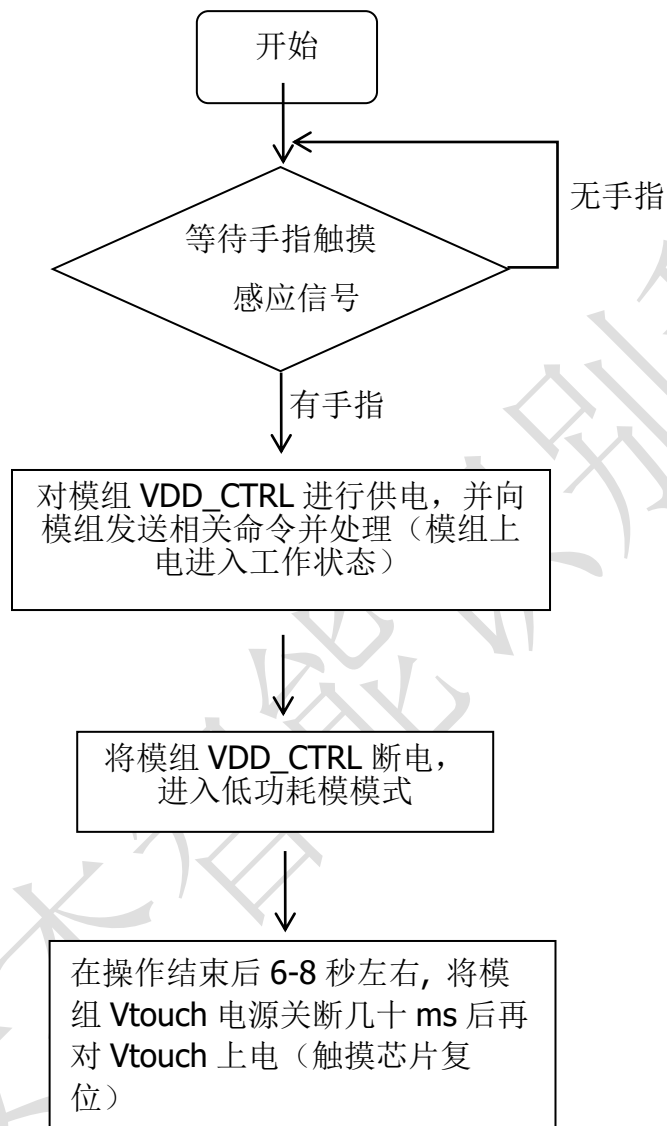 开始
无手指
等待手指触摸
感应信号
有手指
对模组 VDD_CTRL 进行供电，并向
模组发送相关命令并处理（模组上
电进入工作状态）
将模组 VDD_CTRL 断电，
进入低功耗模模式
在操作结束后 6-8 秒左右, 将模
组 Vtouch 电源关断几十 ms 后再
对 Vtouch 上电（触摸芯片复
位）